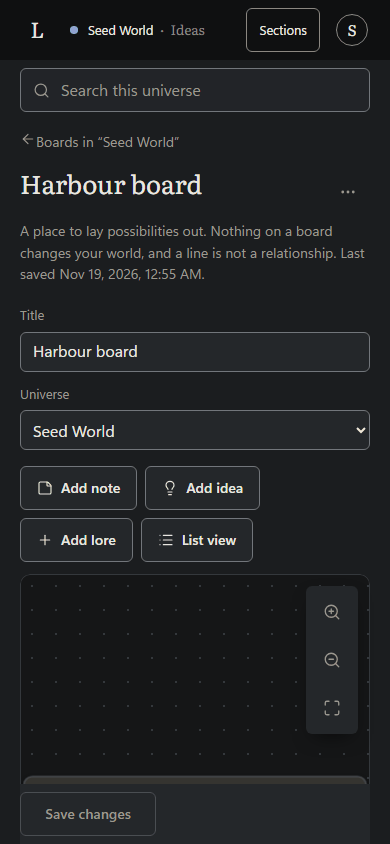 L
Seed World · Ideas
Sections
S
Search this universe
Boards in “Seed World”
Harbour board
A place to lay possibilities out. Nothing on a board
changes your world, and a line is not a relationship. Last
saved Nov 19, 2026, 12:55 AM.
Title
Harbour board
Universe
Seed World
Add note
Add idea
Add lore
List view
Save changes